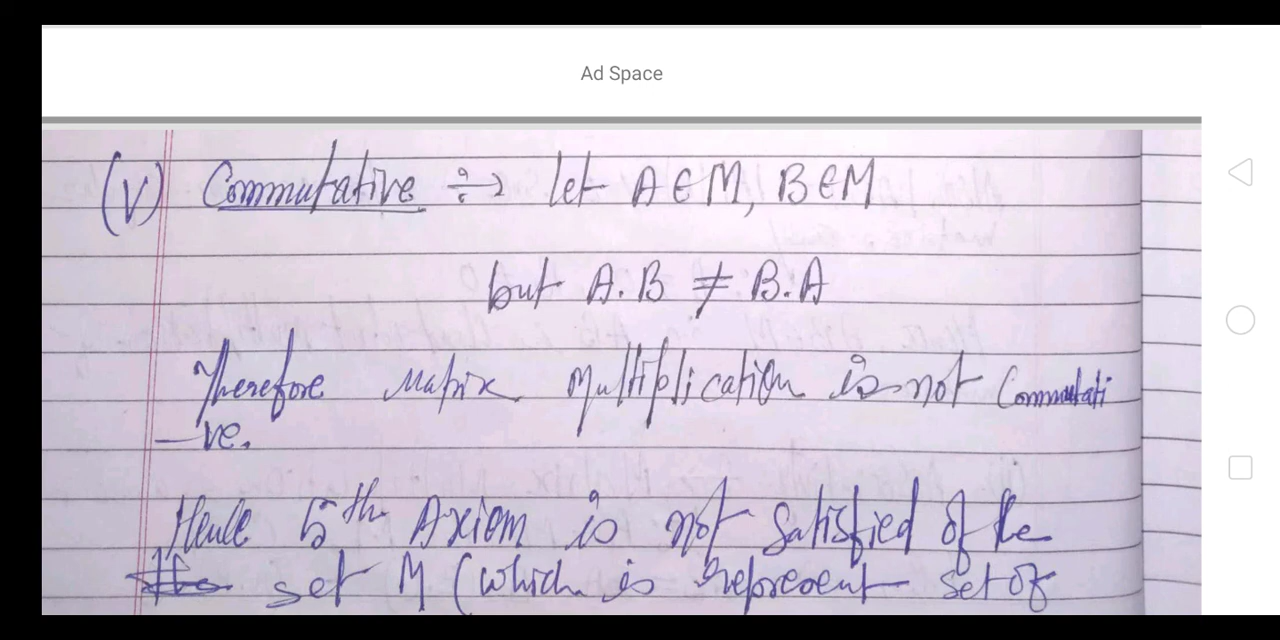 Ad Space
(V) Commutative ÷→ let A∈M, B∈M
but A.B ≠ B.A
Therefore matrix multiplication is not Commutati
-ve.
Hence 5th Axiom is not satisfied of the
set M (which is represent set of